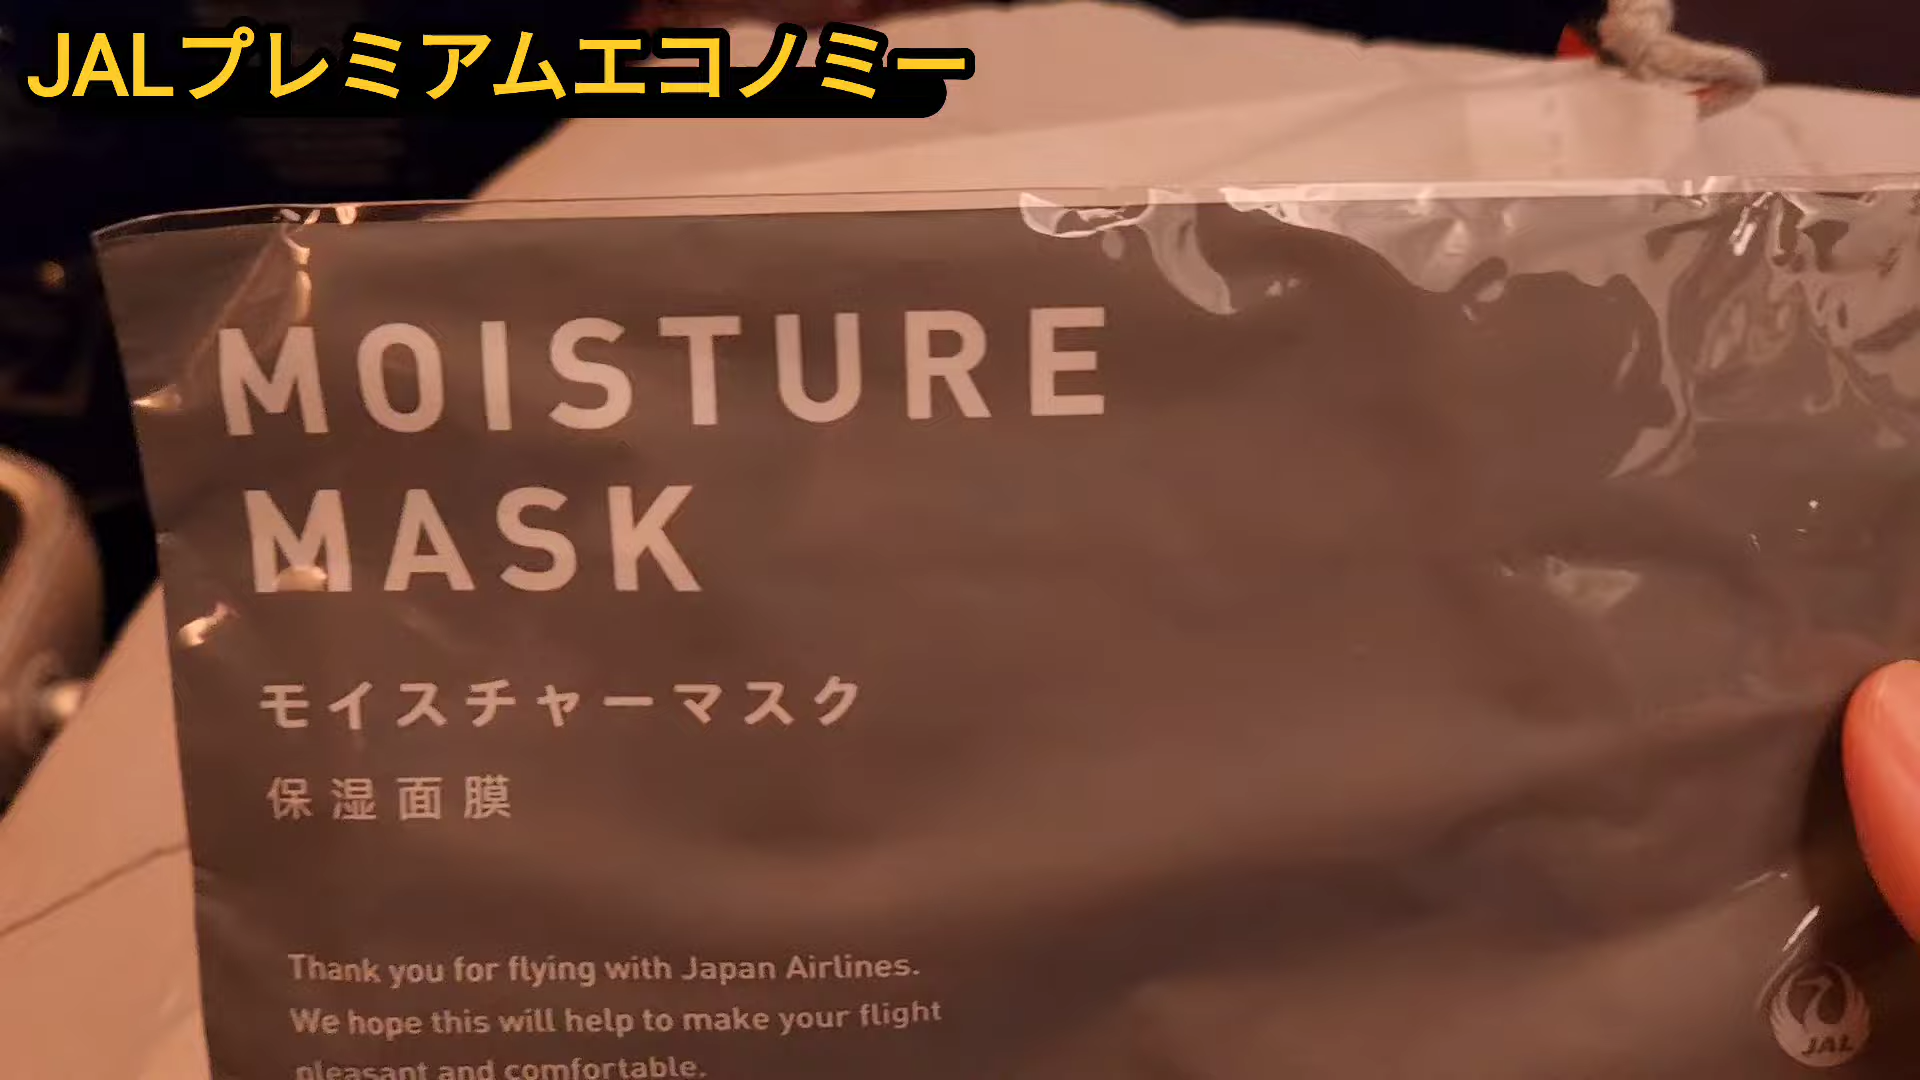 JALプレミアムエコノミー
MOISTURE
MASK
モイスチャーマスク
保湿面膜
Thank you for flying with Japan Airlines.
We hope this will help to make your flight
pleasant and comfortable.
JAL